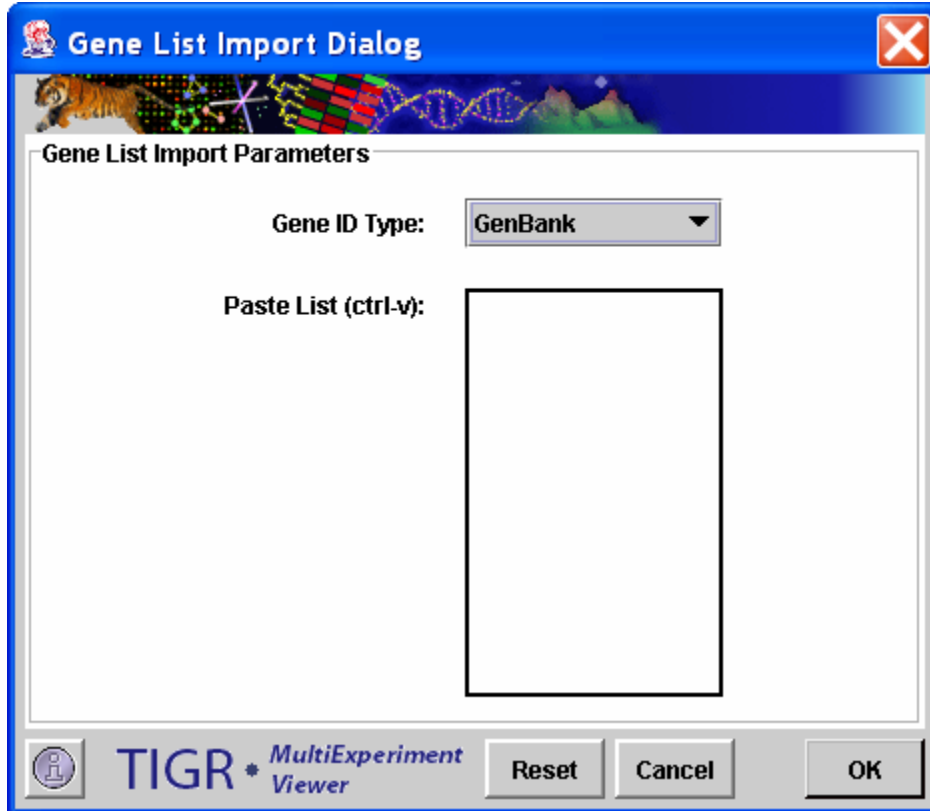 Gene List Import Dialog
Gene List Import Parameters
Gene ID Type: GenBank
Paste List (ctrl-v):
TIGR * MultiExperiment
Viewer
Reset Cancel OK